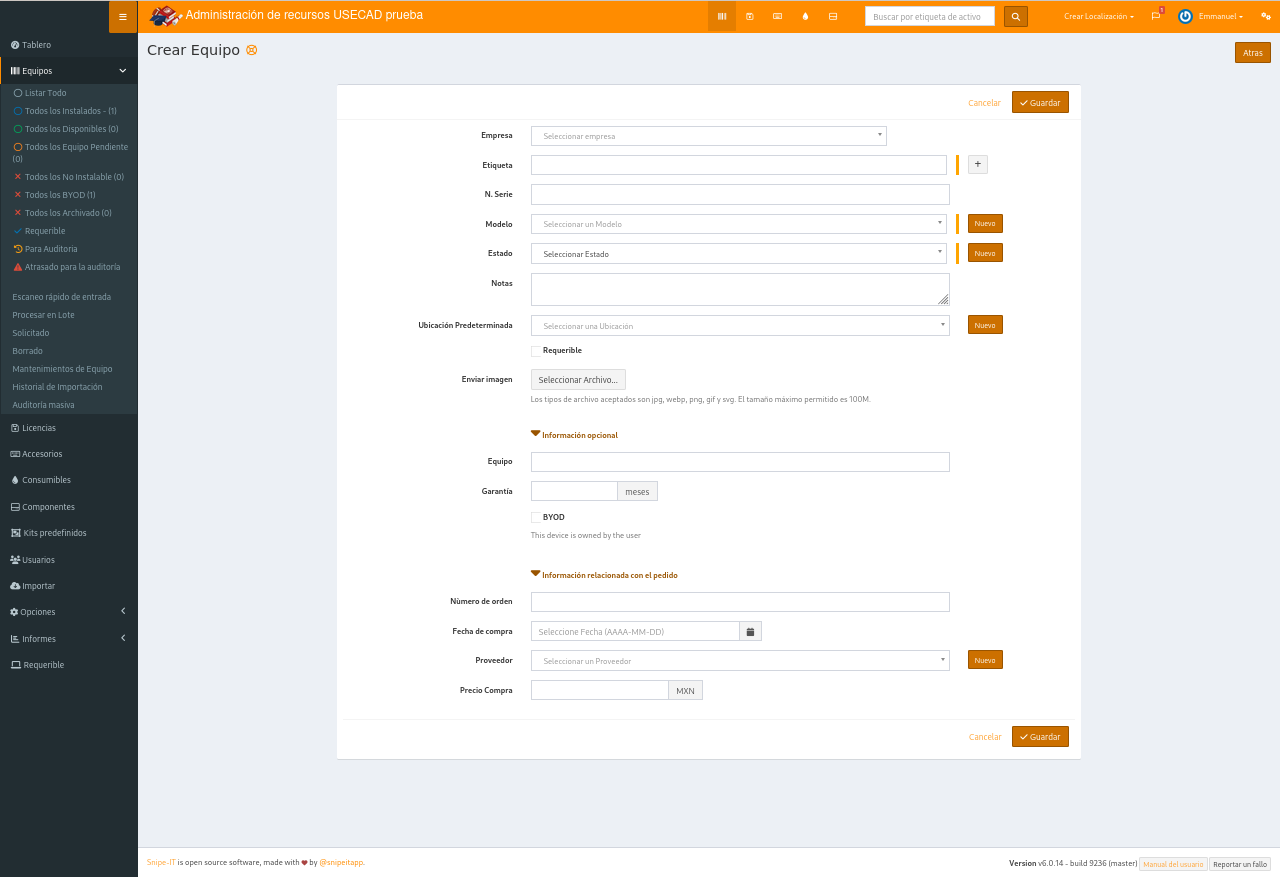 Administración de recursos USECAD prueba
Buscar por etiqueta de activo
Crear Localización
1
Emmanuel
Tablero
Equipos
Listar Todo
Todos los Instalados - (1)
Todos los Disponibles (0)
Todos los Equipo Pendiente
(0)
Todos los No Instalable (0)
Todos los BYOD (1)
Todos los Archivado (0)
Requerible
Para Auditoria
Atrasado para la auditoría
Escaneo rápido de entrada
Procesar en Lote
Solicitado
Borrado
Mantenimientos de Equipo
Historial de Importación
Auditoría masiva
Licencias
Accesorios
Consumibles
Componentes
Kits predefinidos
Usuarios
Importar
Opciones
Informes
Requerible
Crear Equipo
Atras
Cancelar
Guardar
Empresa
Seleccionar empresa
Etiqueta
+
N. Serie
Modelo
Seleccionar un Modelo
Nuevo
Estado
Seleccionar Estado
Nuevo
Notas
Ubicación Predeterminada
Seleccionar una Ubicación
Nuevo
Requerible
Enviar imagen
Seleccionar Archivo...
Los tipos de archivo aceptados son jpg, webp, png, gif y svg. El tamaño máximo permitido es 100M.
Información opcional
Equipo
Garantía
meses
BYOD
This device is owned by the user
Información relacionada con el pedido
Nùmero de orden
Fecha de compra
Seleccione Fecha (AAAA-MM-DD)
Proveedor
Seleccionar un Proveedor
Nuevo
Precio Compra
MXN
Cancelar
Guardar
Snipe-IT is open source software, made with ❤ by @snipeitapp.
Version v6.0.14 - build 9236 (master)
Manual del usuario
Reportar un fallo